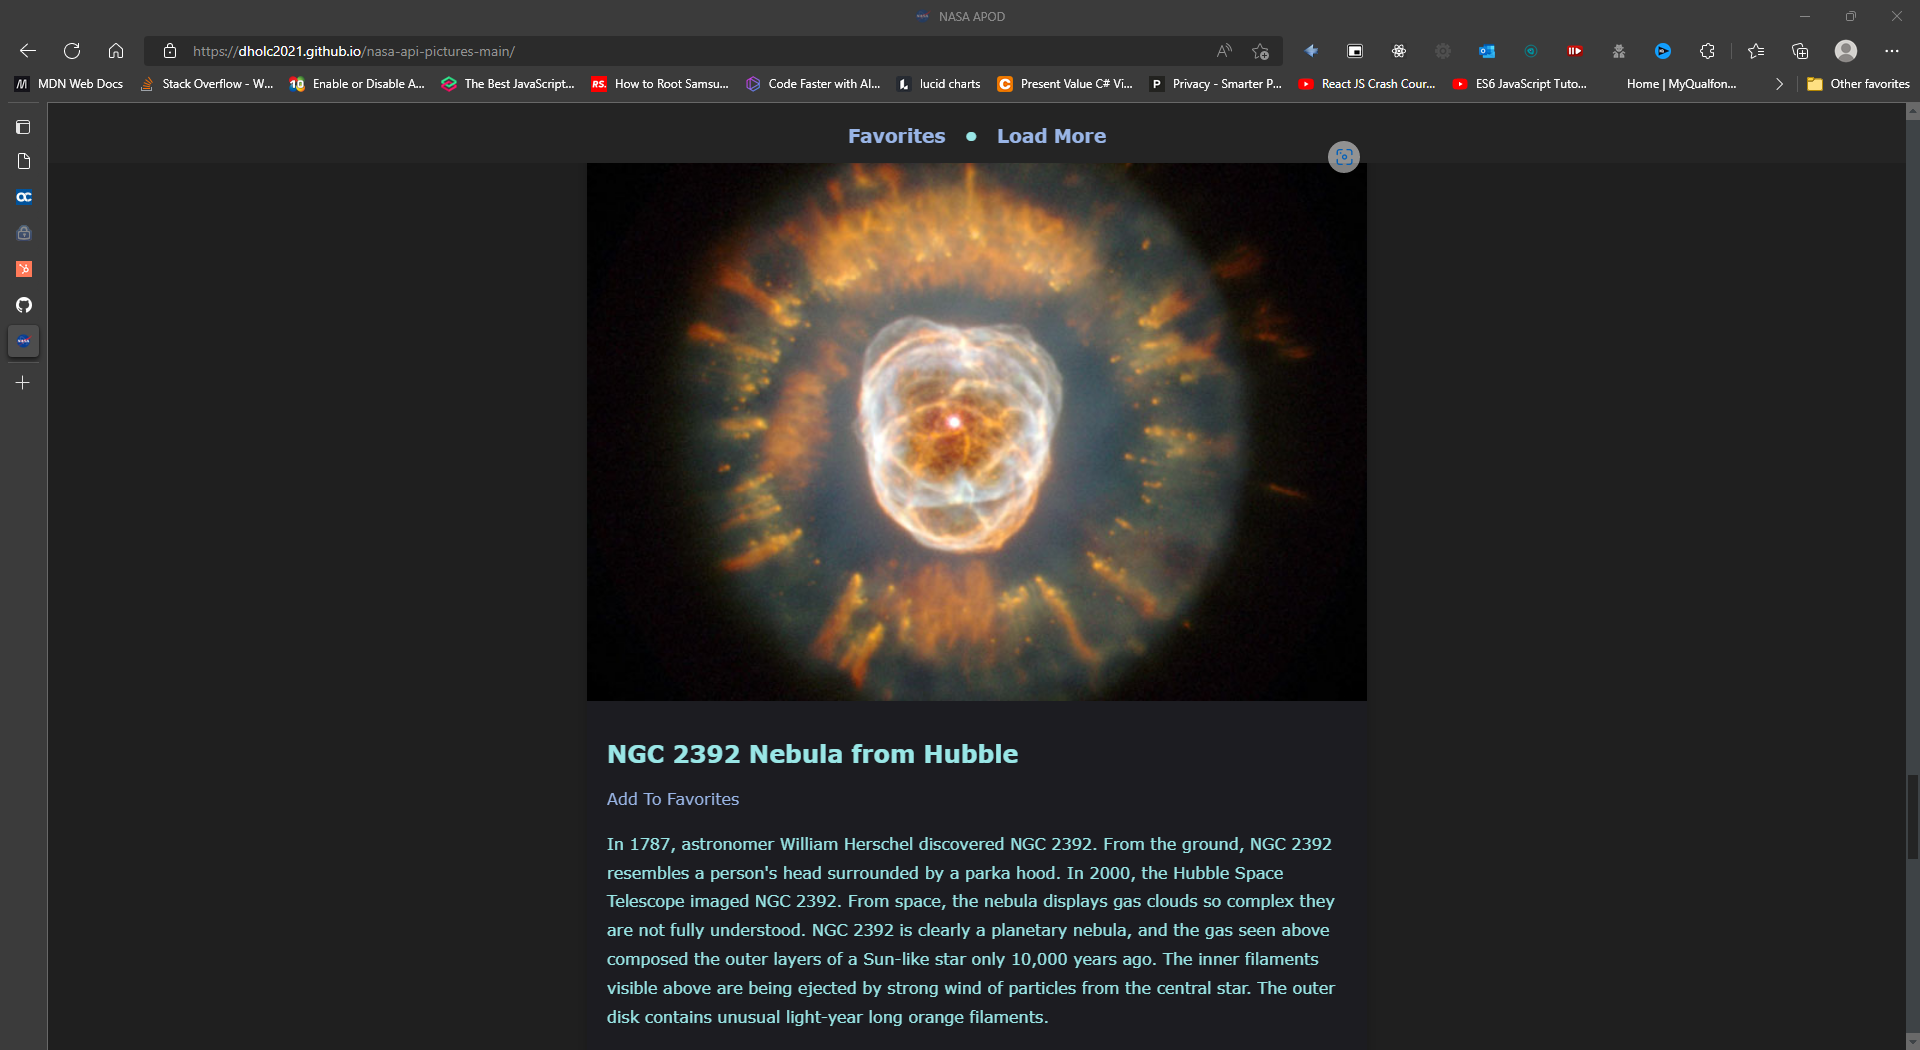 NASA APOD
https://dholc2021.github.io/nasa-api-pictures-main/
MDN Web Docs
Stack Overflow - W...
Enable or Disable A...
The Best JavaScript...
RS.
How to Root Samsu...
Code Faster with AI...
lucid charts
Present Value C# Vi...
Privacy - Smarter P...
React JS Crash Cour...
ES6 JavaScript Tuto...
Home | MyQualfon...
Other favorites
Favorites • Load More
NGC 2392 Nebula from Hubble
Add To Favorites
In 1787, astronomer William Herschel discovered NGC 2392. From the ground, NGC 2392
resembles a person's head surrounded by a parka hood. In 2000, the Hubble Space
Telescope imaged NGC 2392. From space, the nebula displays gas clouds so complex they
are not fully understood. NGC 2392 is clearly a planetary nebula, and the gas seen above
composed the outer layers of a Sun-like star only 10,000 years ago. The inner filaments
visible above are being ejected by strong wind of particles from the central star. The outer
disk contains unusual light-year long orange filaments.